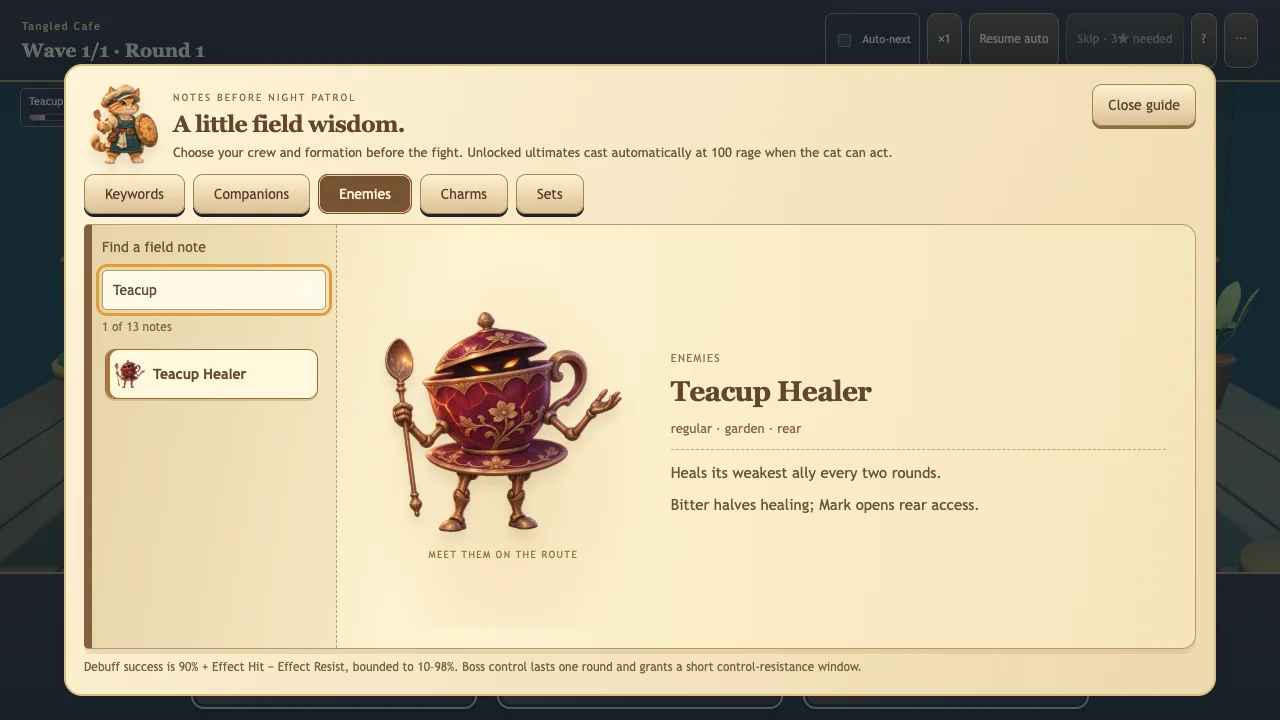 Tangled Cafe
Wave 1/1 · Round 1
Auto-next
×1
Resume auto
Skip · 3★ needed
?
···
Teacup
NOTES BEFORE NIGHT PATROL
A little field wisdom.
Choose your crew and formation before the fight. Unlocked ultimates cast automatically at 100 rage when the cat can act.
Close guide
Keywords
Companions
Enemies
Charms
Sets
Find a field note
Teacup
1 of 13 notes
Teacup Healer
MEET THEM ON THE ROUTE
ENEMIES
Teacup Healer
regular · garden · rear
Heals its weakest ally every two rounds.
Bitter halves healing; Mark opens rear access.
Debuff success is 90% + Effect Hit − Effect Resist, bounded to 10–98%. Boss control lasts one round and grants a short control-resistance window.